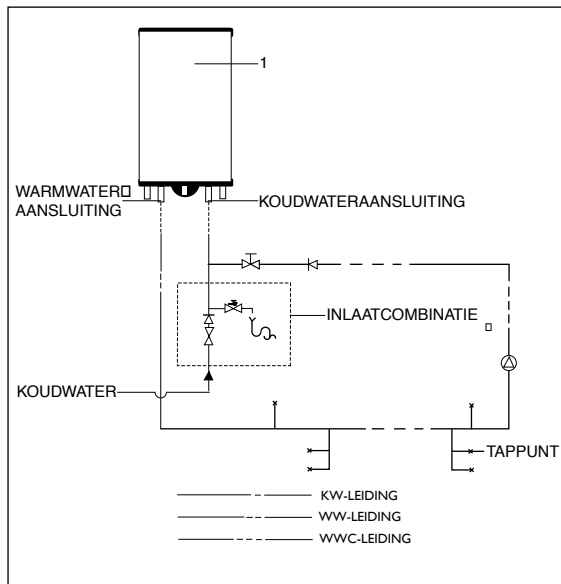 1
WARMWATER
AANSLUITING
KOUDWATERAANSLUITING
INLAATCOMBINATIE
KOUDWATER
TAPPUNT
KW-LEIDING
WW-LEIDING
WWC-LEIDING